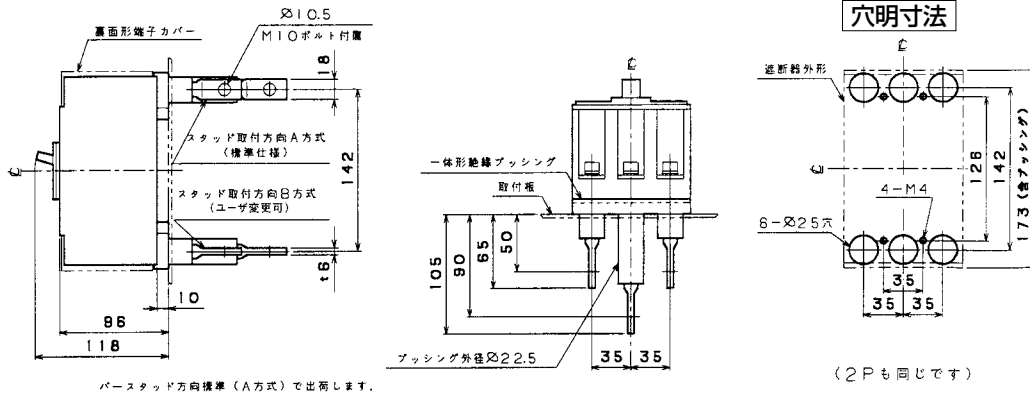 裏面形端子カバー
Ø10.5
M10ボルト付属
18
スタッド取付方向A方式
(標準仕様)
142
スタッド取付方向B方式
(ユーザ変更可)
t6
10
96
118
バースタッド方向標準(A方式)で出荷します.
℄
℄
一体形絶縁ブッシング
取付板
105
90
65
50
ブッシング外径Ø22.5
35
35
穴明寸法
℄
遮断器外形
℄
4-M4
6-Ø25穴
126
142
173(含ブッシング)
35
35
35
(2Pも同じです)